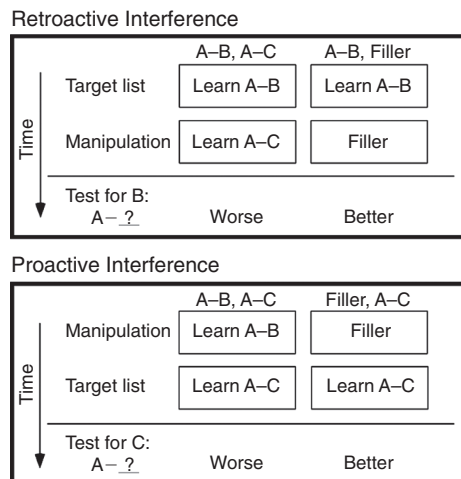 Retroactive Interference
A–B, A–C A–B, Filler
Target list Learn A–B Learn A–B
Manipulation Learn A–C Filler
Time
Test for B:
A– ? Worse Better
Proactive Interference
A–B, A–C Filler, A–C
Manipulation Learn A–B Filler
Target list Learn A–C Learn A–C
Time
Test for C:
A– ? Worse Better